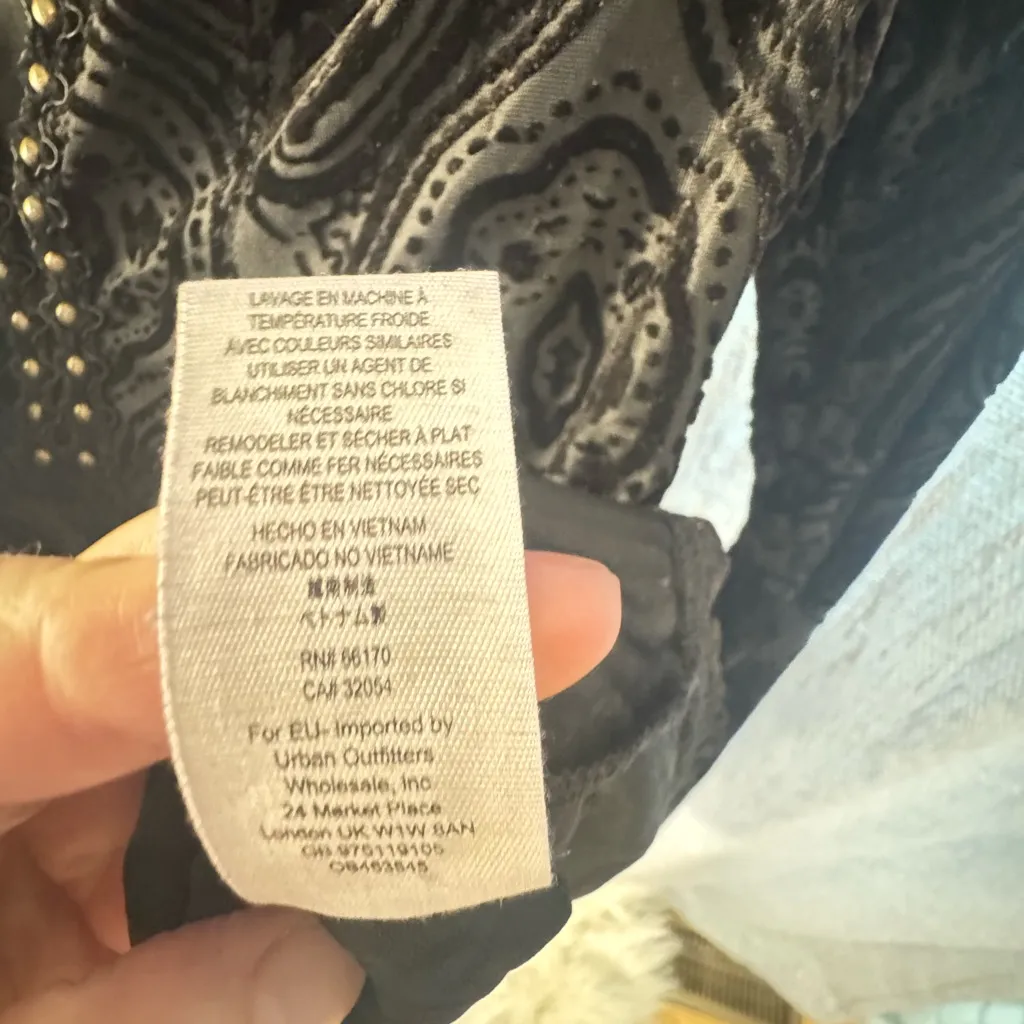 LAVAGE EN MACHINE À
TEMPÉRATURE FROIDE
AVEC COULEURS SIMILAIRES
UTILISER UN AGENT DE
BLANCHIMENT SANS CHLORE SI
NÉCESSAIRE
REMODELER ET SÉCHER À PLAT
FAIBLE COMME FER NÉCESSAIRES
PEUT-ÊTRE ÊTRE NETTOYÉE SEC
HECHO EN VIETNAM
FABRICADO NO VIETNAME
越南制造
ベトナム製
RN# 66170
CA# 32054
For EU- Imported by
Urban Outfitters
Wholesale, Inc
24 Market Place
London UK W1W 8AN
GB 975119105
OB463545